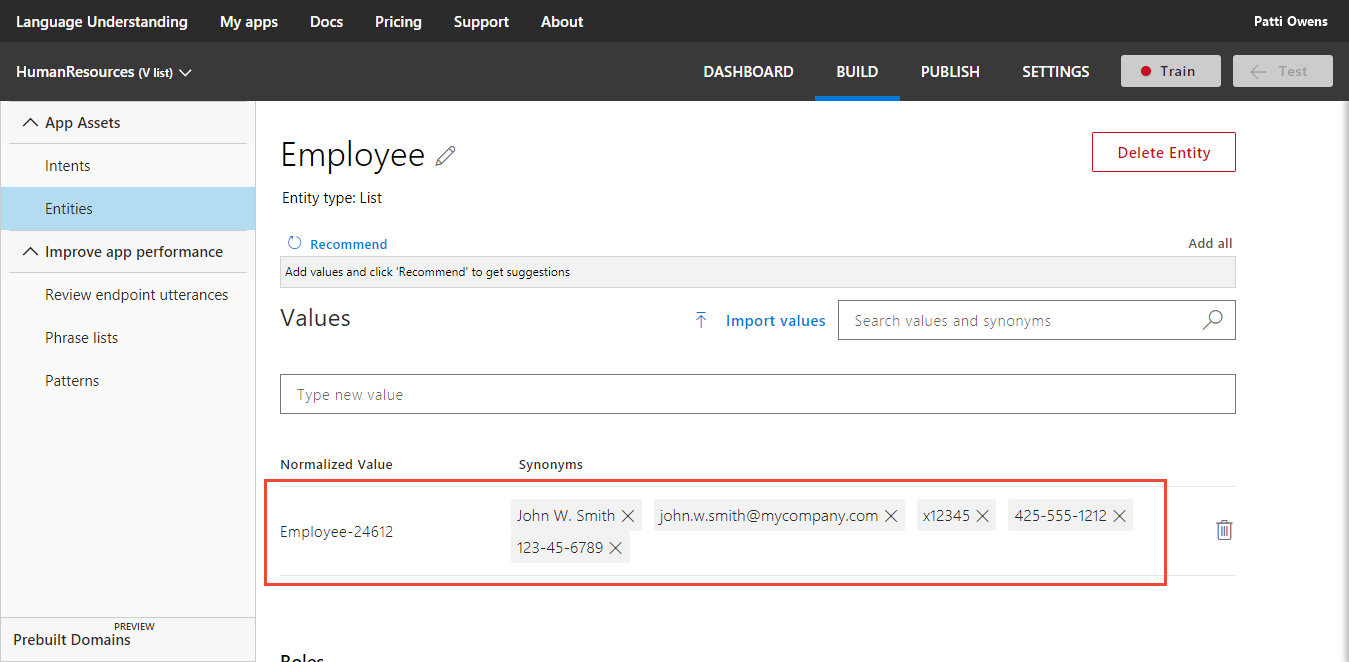 Language Understanding My apps Docs Pricing Support About Patti Owens
HumanResources (V list) DASHBOARD BUILD PUBLISH SETTINGS Train Test
App Assets
Intents
Entities
Improve app performance
Review endpoint utterances
Phrase lists
Patterns
PREVIEW
Prebuilt Domains
Employee
Delete Entity
Entity type: List
Recommend Add all
Add values and click 'Recommend' to get suggestions
Values Import values Search values and synonyms
Type new value
Normalized Value Synonyms
Employee-24612
John W. Smith john.w.smith@mycompany.com x12345 425-555-1212
123-45-6789
Roles